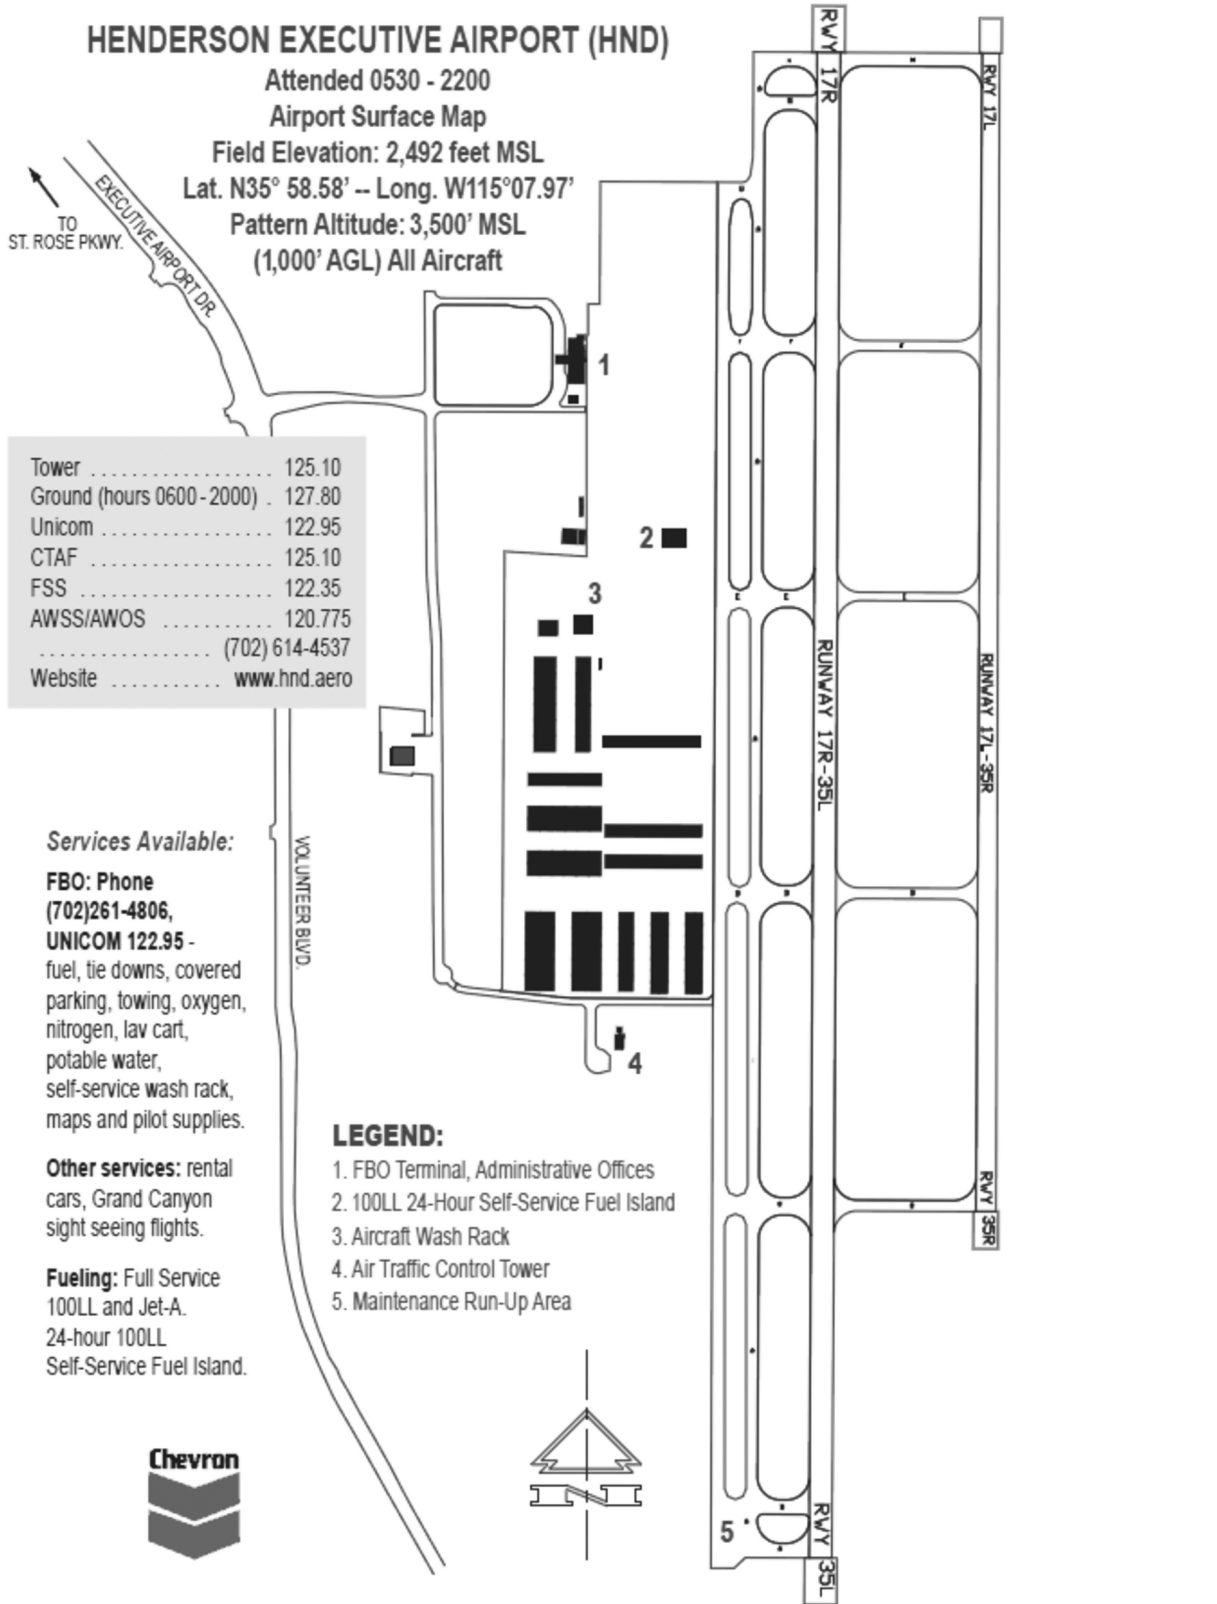 HENDERSON EXECUTIVE AIRPORT (HND)
Attended 0530 - 2200
Airport Surface Map
Field Elevation: 2,492 feet MSL
Lat. N35° 58.58’ -- Long. W115°07.97’
Pattern Altitude: 3,500’ MSL
(1,000’ AGL) All Aircraft
TO
ST. ROSE PKWY.
EXECUTIVE AIRPORT DR.
Tower .................. 125.10
Ground (hours 0600 - 2000) . 127.80
Unicom ................. 122.95
CTAF .................. 125.10
FSS ................... 122.35
AWSS/AWOS ........... 120.775
................. (702) 614-4537
Website ........... www.hnd.aero
VOLUNTEER BLVD.
Services Available:
FBO: Phone
(702)261-4806,
UNICOM 122.95 -
fuel, tie downs, covered
parking, towing, oxygen,
nitrogen, lav cart,
potable water,
self-service wash rack,
maps and pilot supplies.
Other services: rental
cars, Grand Canyon
sight seeing flights.
Fueling: Full Service
100LL and Jet-A.
24-hour 100LL
Self-Service Fuel Island.
Chevron
LEGEND:
1. FBO Terminal, Administrative Offices
2. 100LL 24-Hour Self-Service Fuel Island
3. Aircraft Wash Rack
4. Air Traffic Control Tower
5. Maintenance Run-Up Area
N
1
2
3
4
5
RWY 17R
RUNWAY 17R-35L
RWY 35L
RWY 17L
RUNWAY 17L-35R
RWY 35R